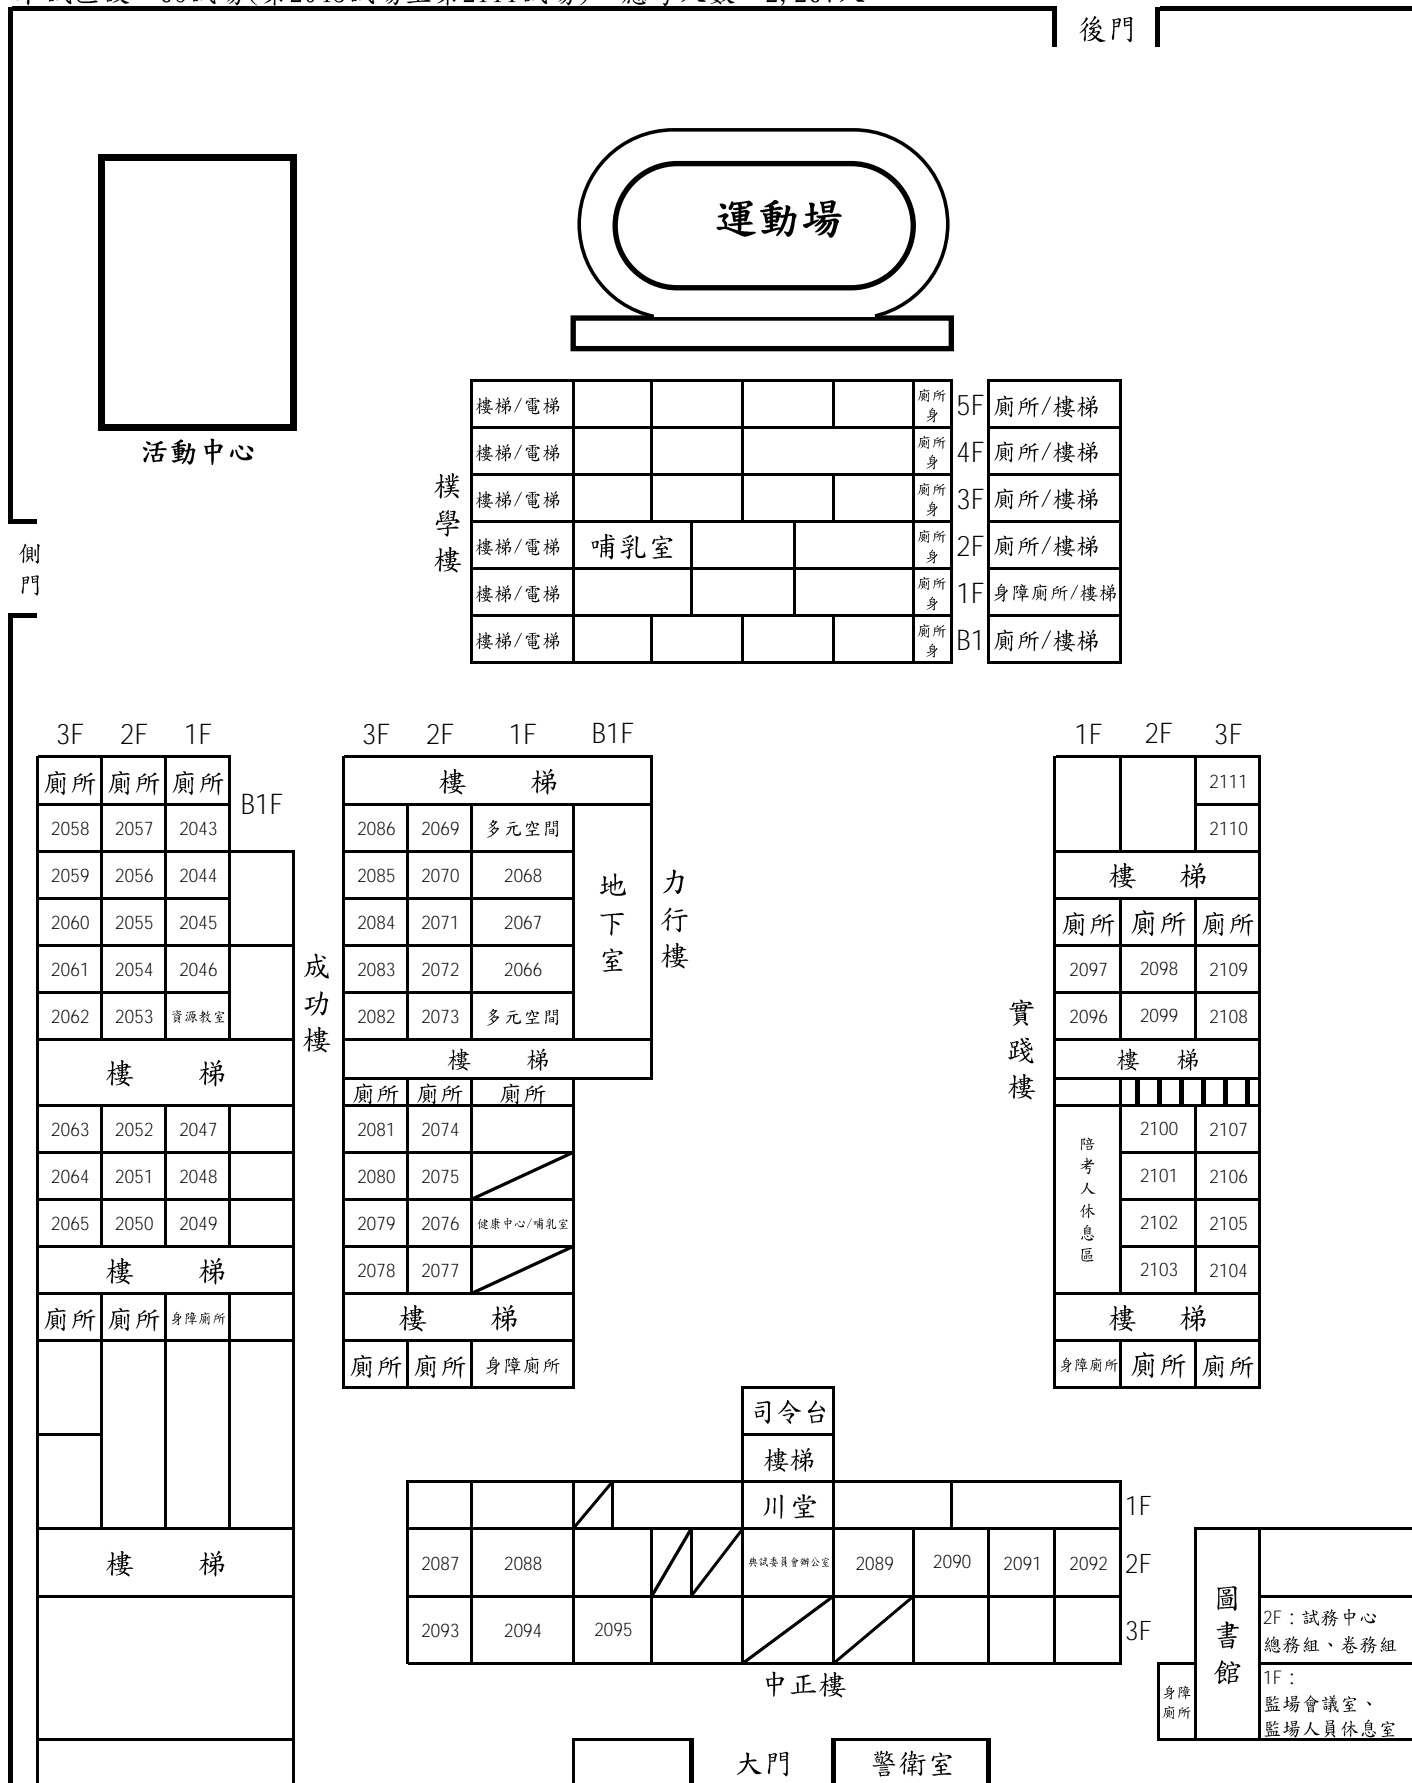 後門
運動場
活動中心
側門
樸學樓
樓梯/電梯 廁所身 5F 廁所/樓梯
樓梯/電梯 廁所身 4F 廁所/樓梯
樓梯/電梯 廁所身 3F 廁所/樓梯
樓梯/電梯 哺乳室 廁所身 2F 廁所/樓梯
樓梯/電梯 廁所身 1F 身障廁所/樓梯
樓梯/電梯 廁所身 B1 廁所/樓梯
3F 2F 1F
B1F
廁所 廁所 廁所
2058 2057 2043
2059 2056 2044
2060 2055 2045
2061 2054 2046
2062 2053 資源教室
樓 梯
2063 2052 2047
2064 2051 2048
2065 2050 2049
樓 梯
廁所 廁所 身障廁所
樓 梯
成功樓
3F 2F 1F B1F
樓 梯
2086 2069 多元空間
2085 2070 2068
2084 2071 2067
2083 2072 2066
2082 2073 多元空間
地下室
力行樓
樓 梯
廁所 廁所 廁所
2081 2074
2080 2075
2079 2076 健康中心/哺乳室
2078 2077
樓 梯
廁所 廁所 身障廁所
1F 2F 3F
2111
2110
樓 梯
廁所 廁所 廁所
2097 2098 2109
2096 2099 2108
實踐樓
樓 梯
陪考人休息區
2100 2107
2101 2106
2102 2105
2103 2104
樓 梯
身障廁所 廁所 廁所
司令台
樓梯
川堂 1F
2087 2088 典試委員會辦公室 2089 2090 2091 2092 2F
2093 2094 2095 3F
中正樓
圖書館
2F：試務中心
總務組、卷務組
身障廁所
1F：
監場會議室、
監場人員休息室
大門 警衛室